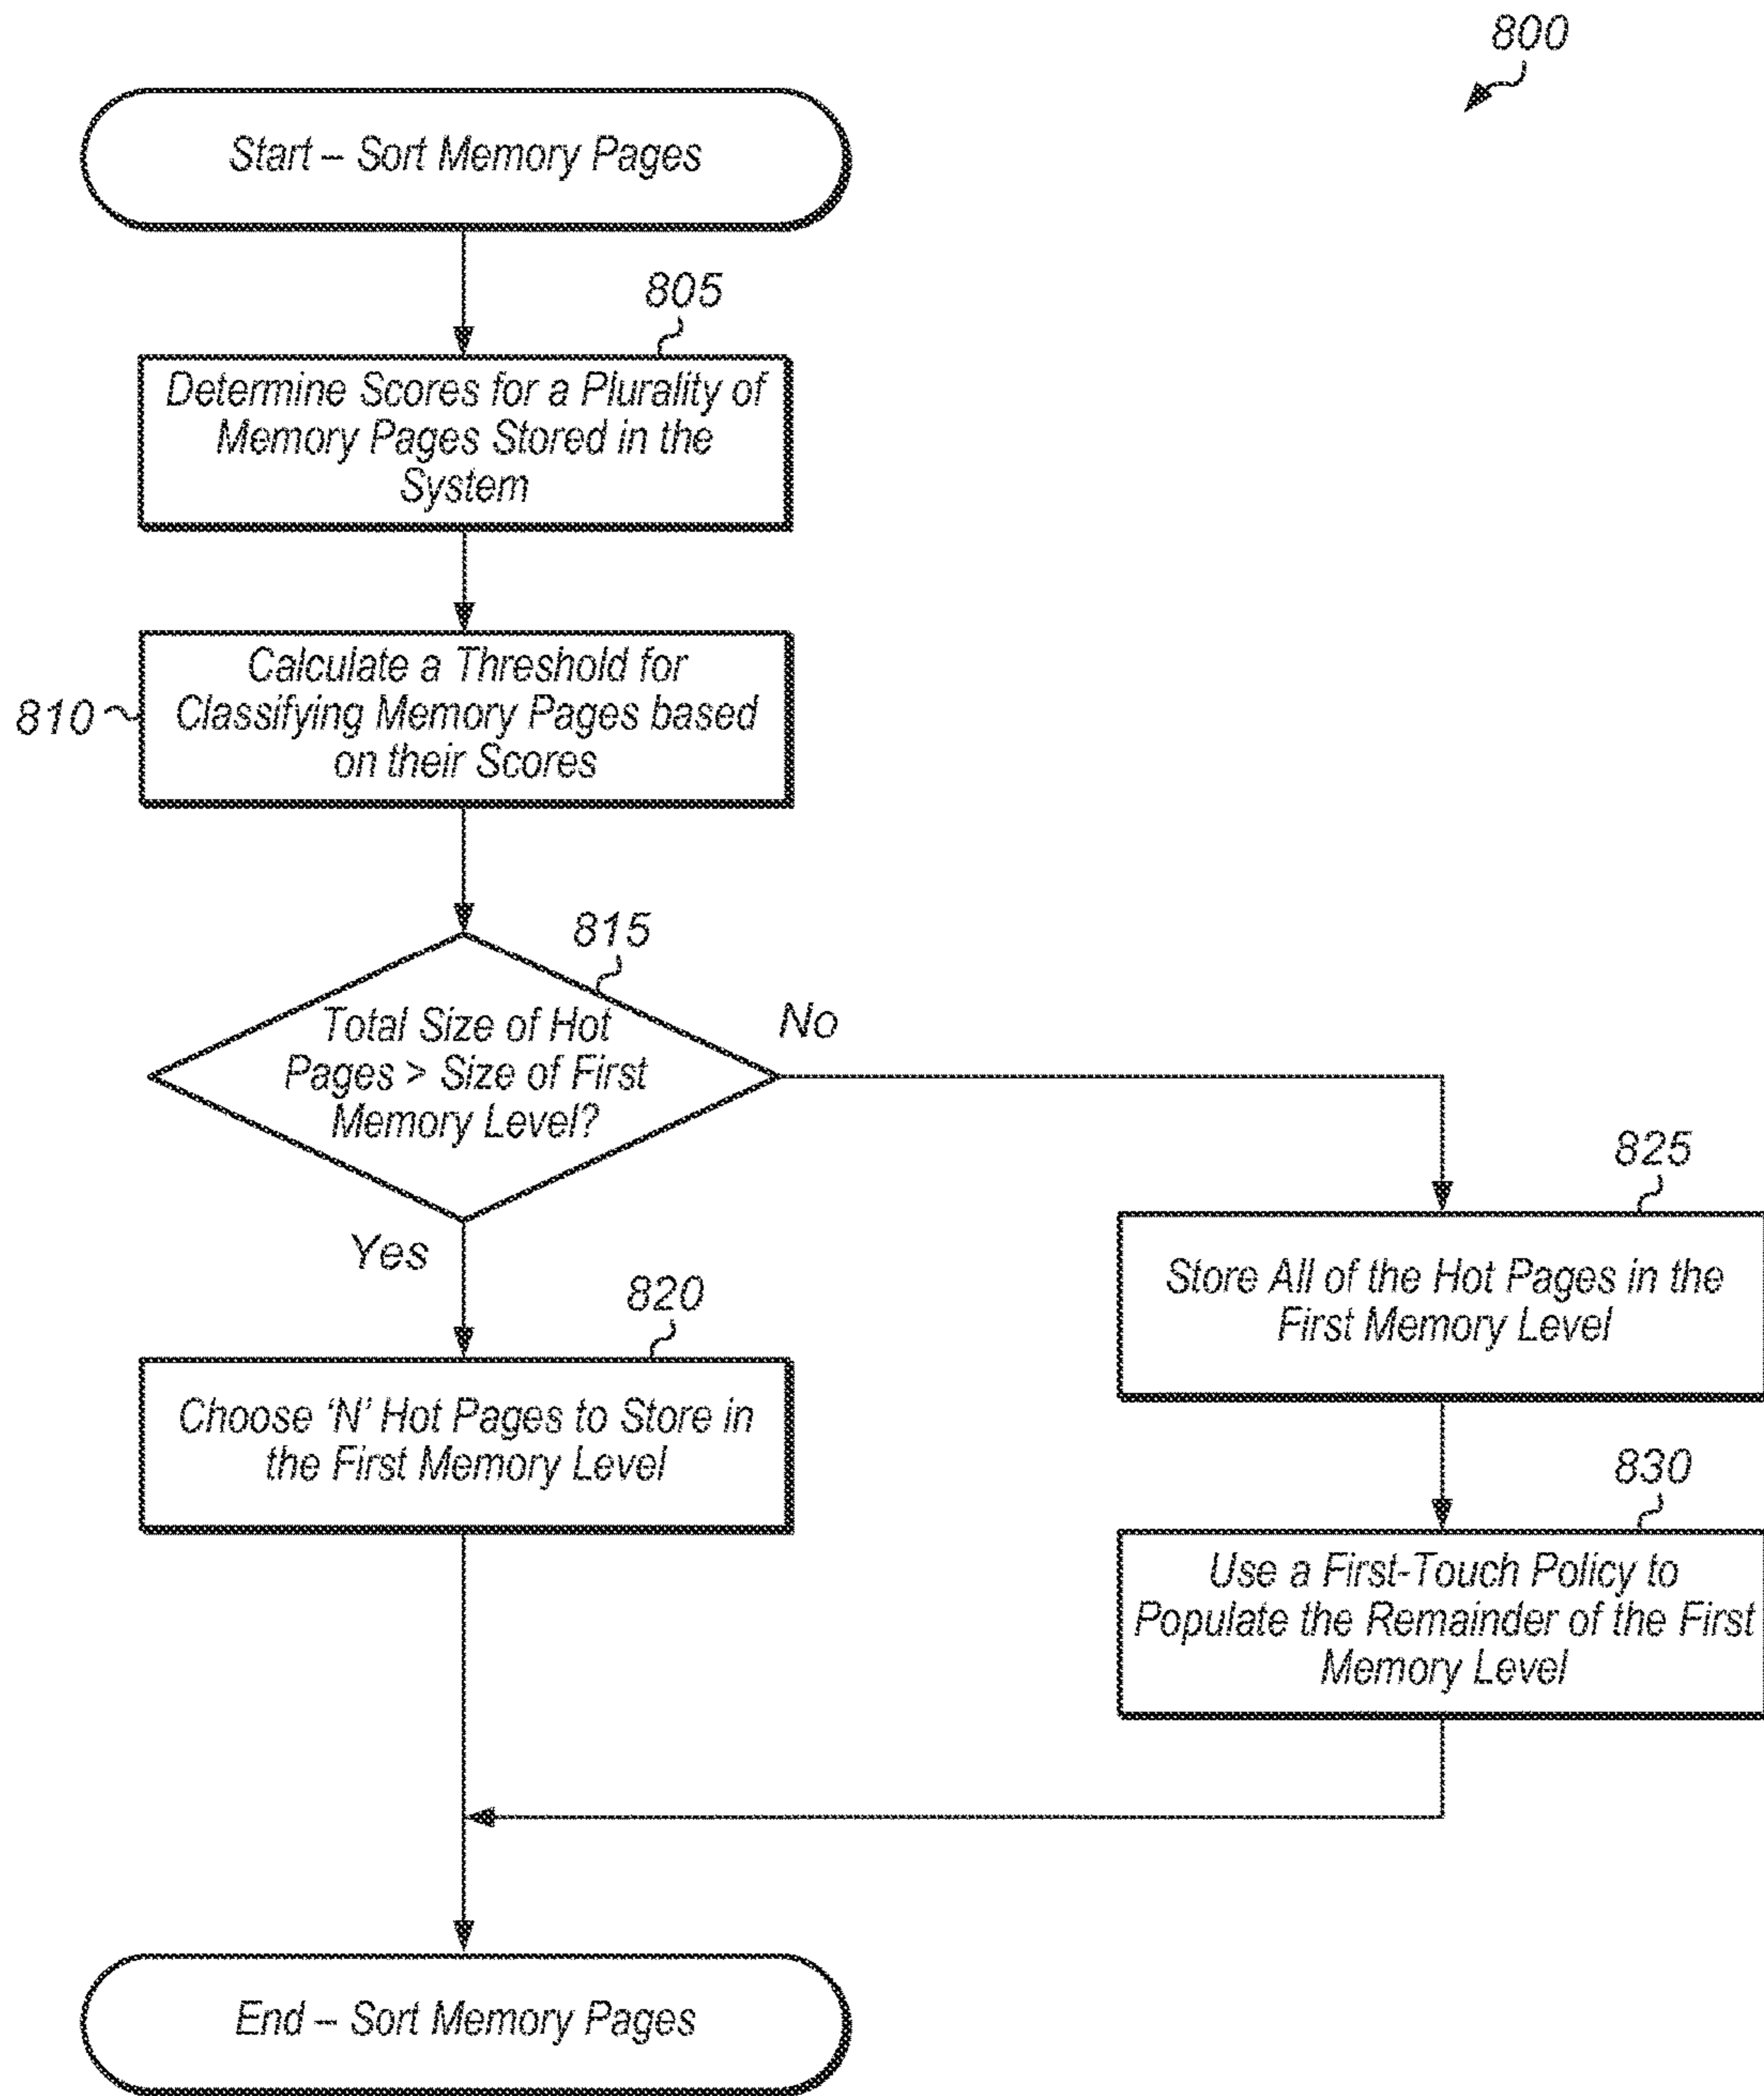 800
Start – Sort Memory Pages
805
Determine Scores for a Plurality of
Memory Pages Stored in the
System
810
Calculate a Threshold for
Classifying Memory Pages based
on their Scores
815
Total Size of Hot
Pages > Size of First
Memory Level?
No
Yes
820
Choose ‘N’ Hot Pages to Store in
the First Memory Level
825
Store All of the Hot Pages in the
First Memory Level
830
Use a First-Touch Policy to
Populate the Remainder of the First
Memory Level
End – Sort Memory Pages